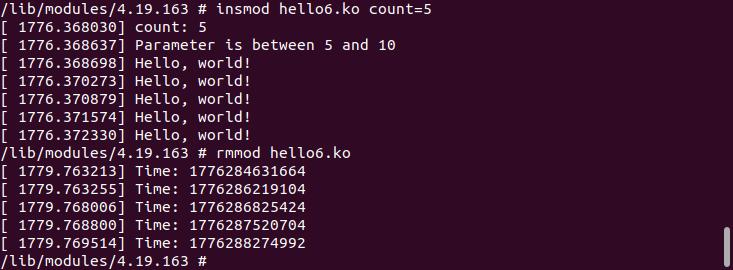 /lib/modules/4.19.163 # insmod hello6.ko count=5
[ 1776.368030] count: 5
[ 1776.368637] Parameter is between 5 and 10
[ 1776.368698] Hello, world!
[ 1776.370273] Hello, world!
[ 1776.370879] Hello, world!
[ 1776.371574] Hello, world!
[ 1776.372330] Hello, world!
/lib/modules/4.19.163 # rmmod hello6.ko
[ 1779.763213] Time: 1776284631664
[ 1779.763255] Time: 1776286219104
[ 1779.768006] Time: 1776286825424
[ 1779.768800] Time: 1776287520704
[ 1779.769514] Time: 1776288274992
/lib/modules/4.19.163 #